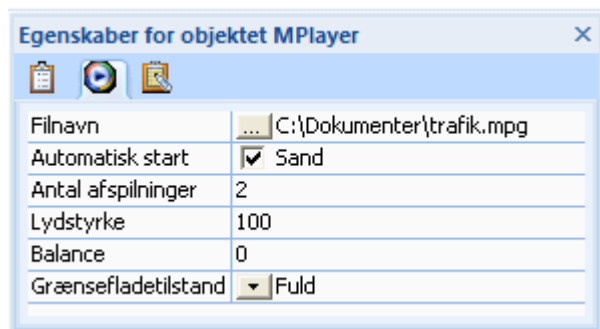 Egenskaber for objektet MPlayer
Filnavn ... C:\Dokumenter\trafik.mpg
Automatisk start Sand
Antal afspilninger 2
Lydstyrke 100
Balance 0
Grænsefladetilstand Fuld